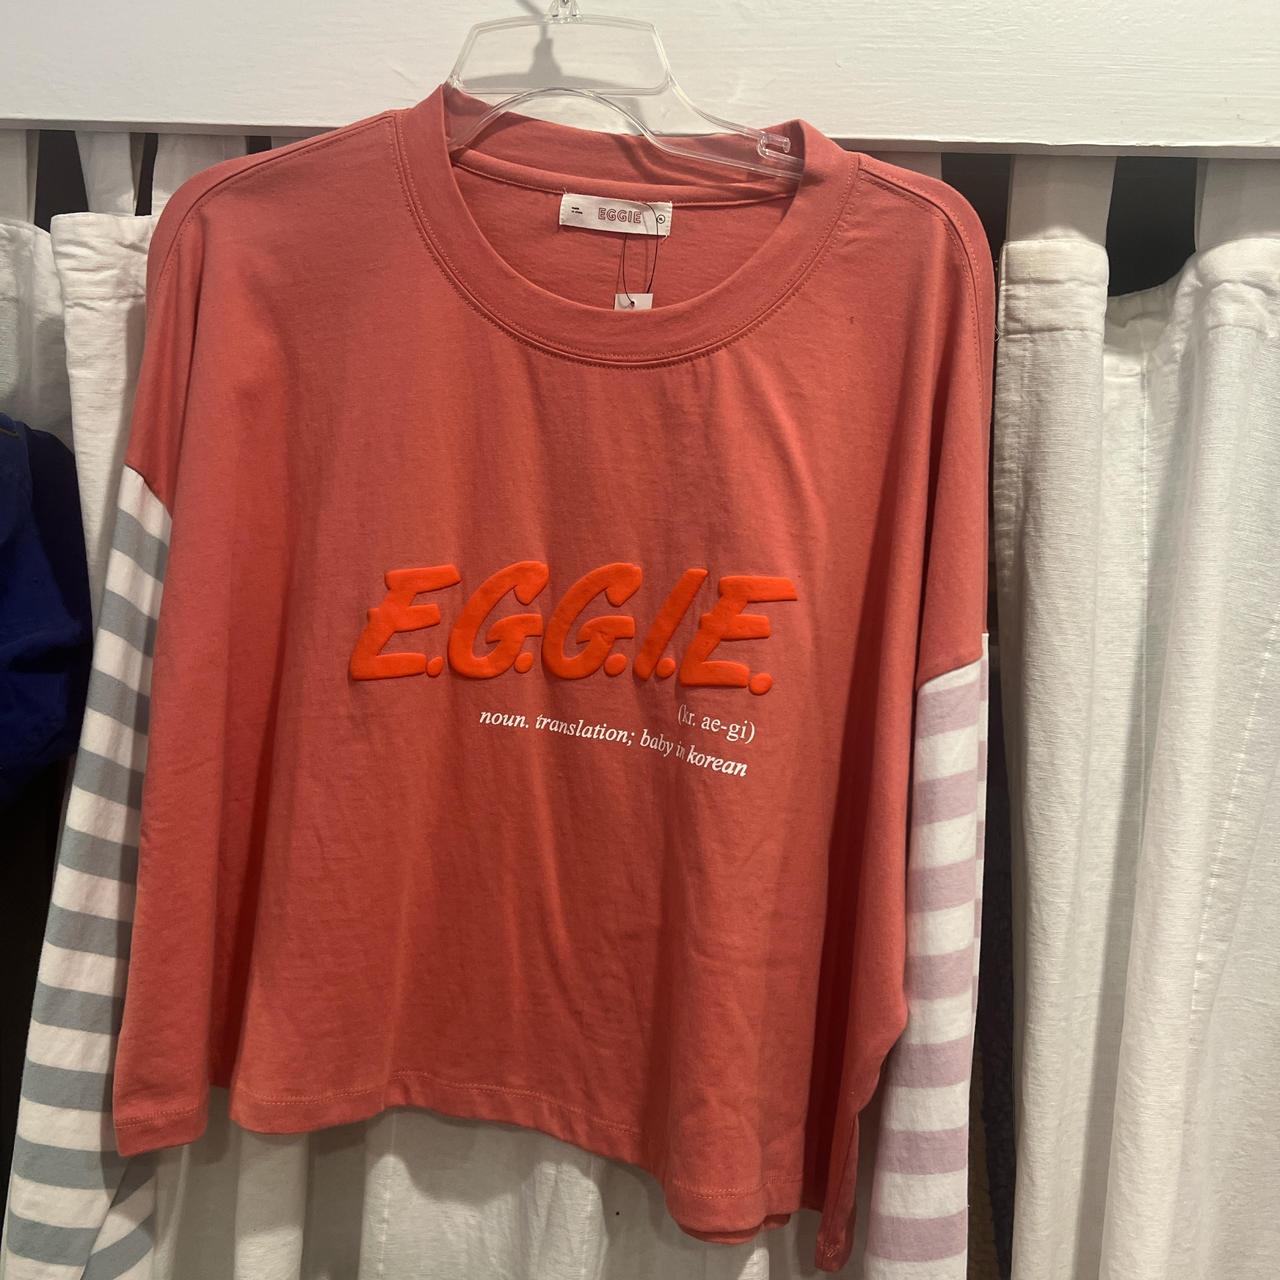 EGGIE
E.G.G.I.E.
(kr. ae-gi)
noun. translation; baby in korean